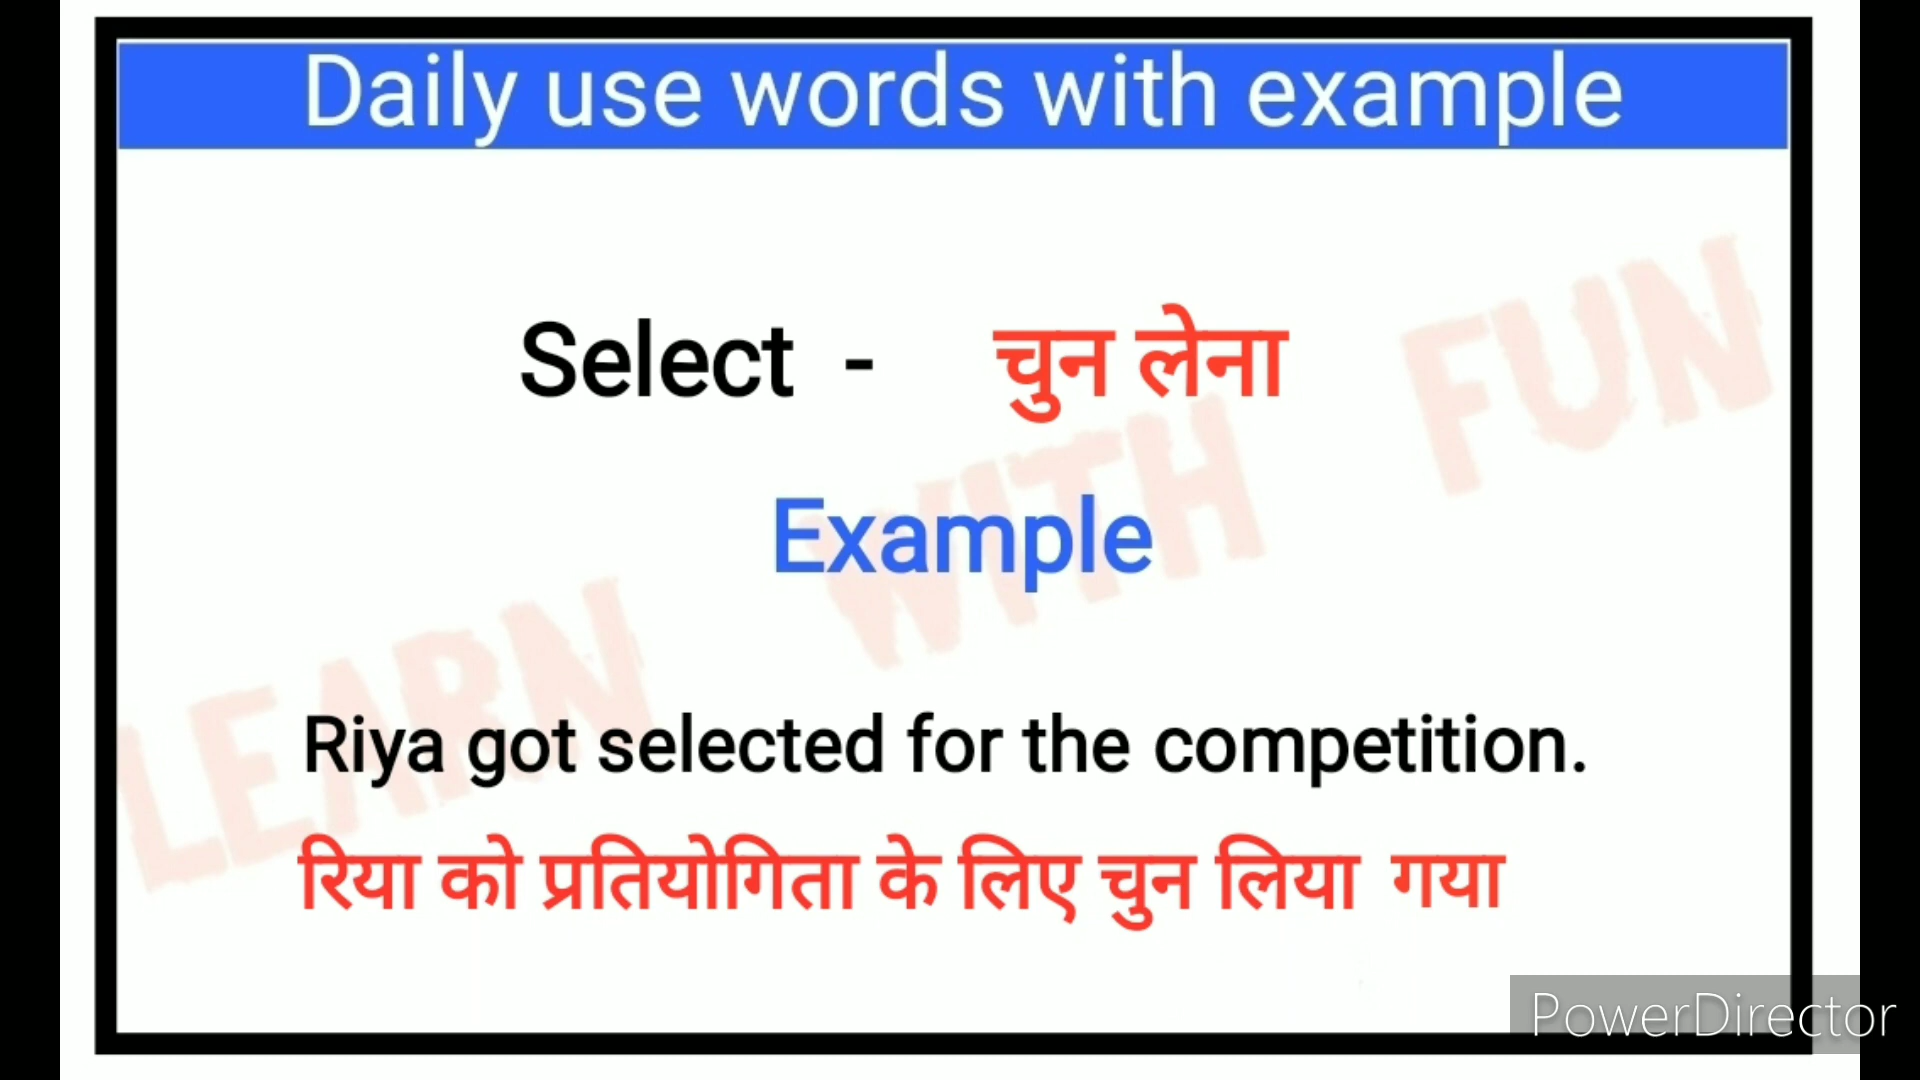 Daily use words with example
Select - चुन लेना
Example
Riya got selected for the competition.
रिया को प्रतियोगिता के लिए चुन लिया गया
LEARN WITH FUN
PowerDirector